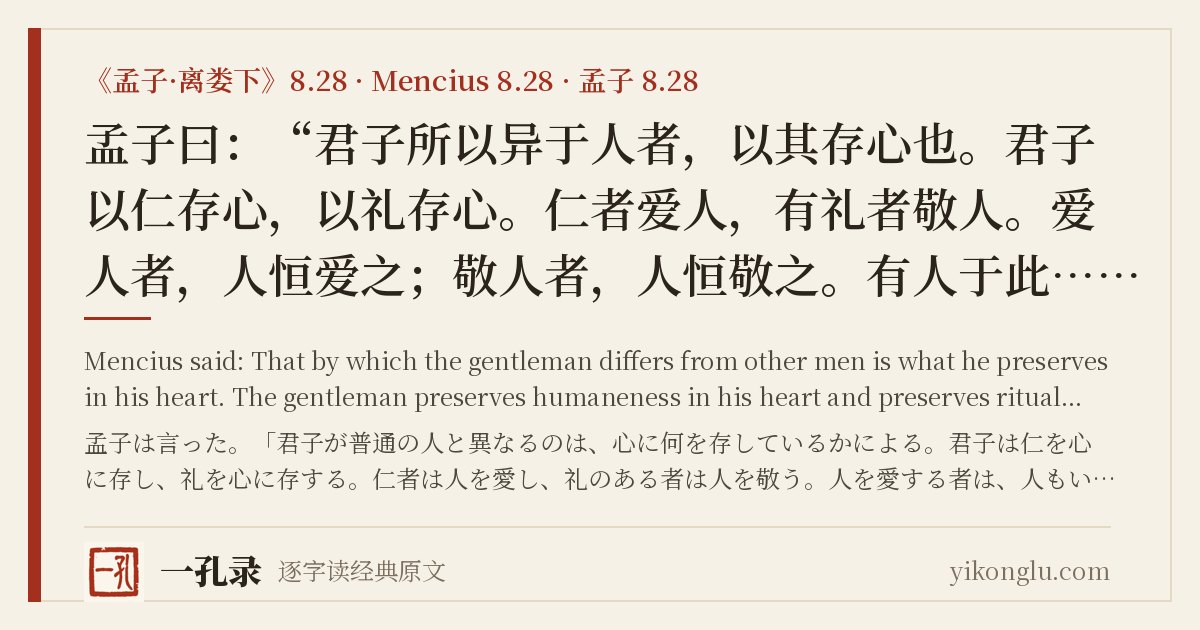 《孟子·离娄下》8.28 · Mencius 8.28 · 孟子 8.28
孟子曰：“君子所以异于人者，以其存心也。君子
以仁存心，以礼存心。仁者爱人，有礼者敬人。爱
人者，人恒爱之；敬人者，人恒敬之。有人于此……
Mencius said: That by which the gentleman differs from other men is what he preserves
in his heart. The gentleman preserves humaneness in his heart and preserves ritual...
孟子は言った。「君子が普通の人と異なるのは、心に何を存しているかによる。君子は仁を心
に存し、礼を心に存する。仁者は人を愛し、礼のある者は人を敬う。人を愛する者は、人もい…
一孔
一孔录 逐字读经典原文 yikonglu.com